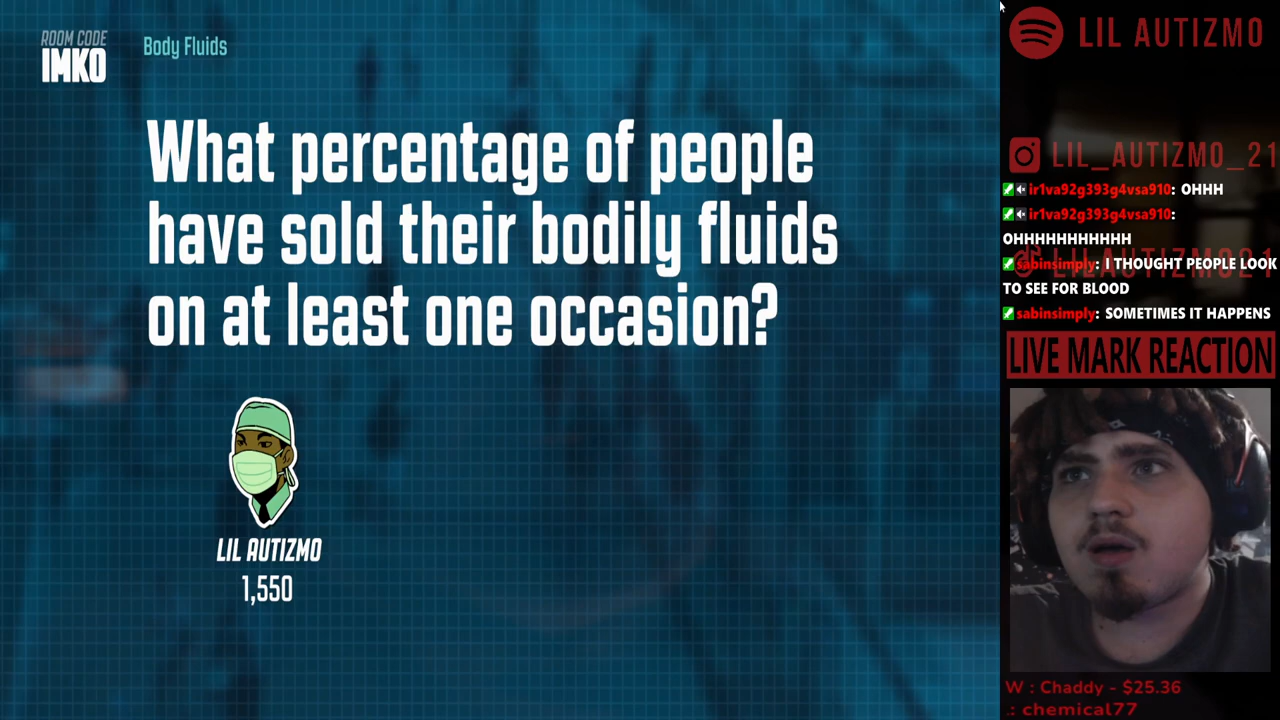 ROOM CODE
IMKO
Body Fluids
What percentage of people
have sold their bodily fluids
on at least one occasion?
LIL AUTIZMO
1,550
LIL AUTIZMO
LIL_AUTIZMO_21
ir1va92g393g4vsa910: OHHH
ir1va92g393g4vsa910:
OHHHHHHHHHHH
LILAUTIZMO21
sabinsimply: I THOUGHT PEOPLE LOOK
TO SEE FOR BLOOD
sabinsimply: SOMETIMES IT HAPPENS
LIVE MARK REACTION
W : Chaddy - $25.36
.: chemical77